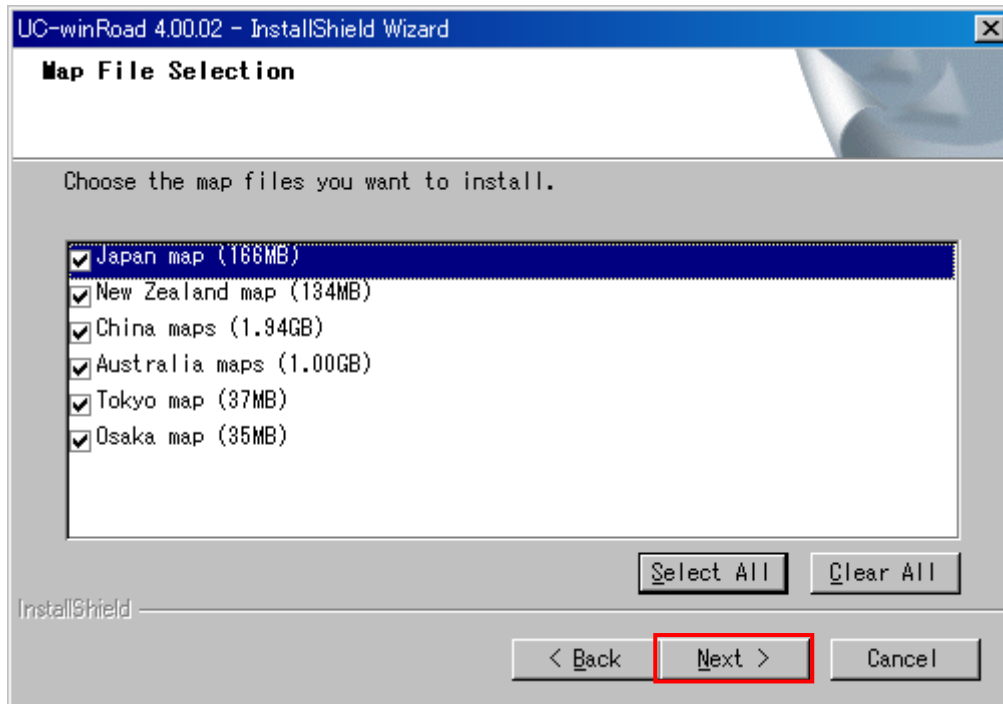 UC-winRoad 4.00.02 - InstallShield Wizard
Map File Selection
Choose the map files you want to install.
Japan map (166MB)
New Zealand map (134MB)
China maps (1.94GB)
Australia maps (1.00GB)
Tokyo map (37MB)
Osaka map (35MB)
Select All Clear All
InstallShield
< Back Next > Cancel